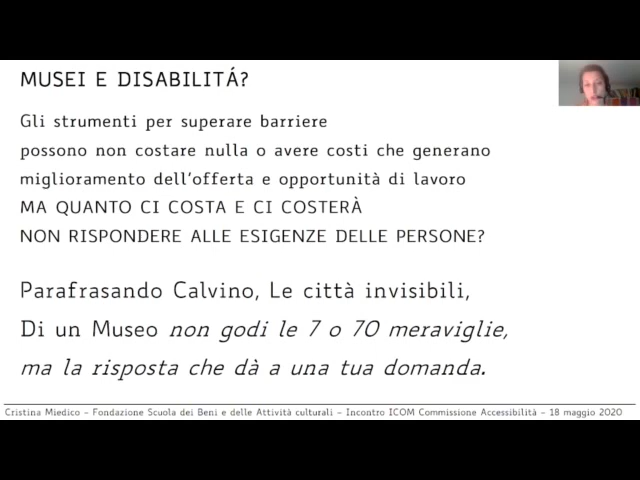 MUSEI E DISABILITÁ?
Gli strumenti per superare barriere
possono non costare nulla o avere costi che generano
miglioramento dell'offerta e opportunità di lavoro
MA QUANTO CI COSTA E CI COSTERÀ
NON RISPONDERE ALLE ESIGENZE DELLE PERSONE?
Parafrasando Calvino, Le città invisibili,
Di un Museo non godi le 7 o 70 meraviglie,
ma la risposta che dà a una tua domanda.
Cristina Miedico – Fondazione Scuola dei Beni e delle Attività culturali – Incontro ICOM Commissione Accessibilità – 18 maggio 2020